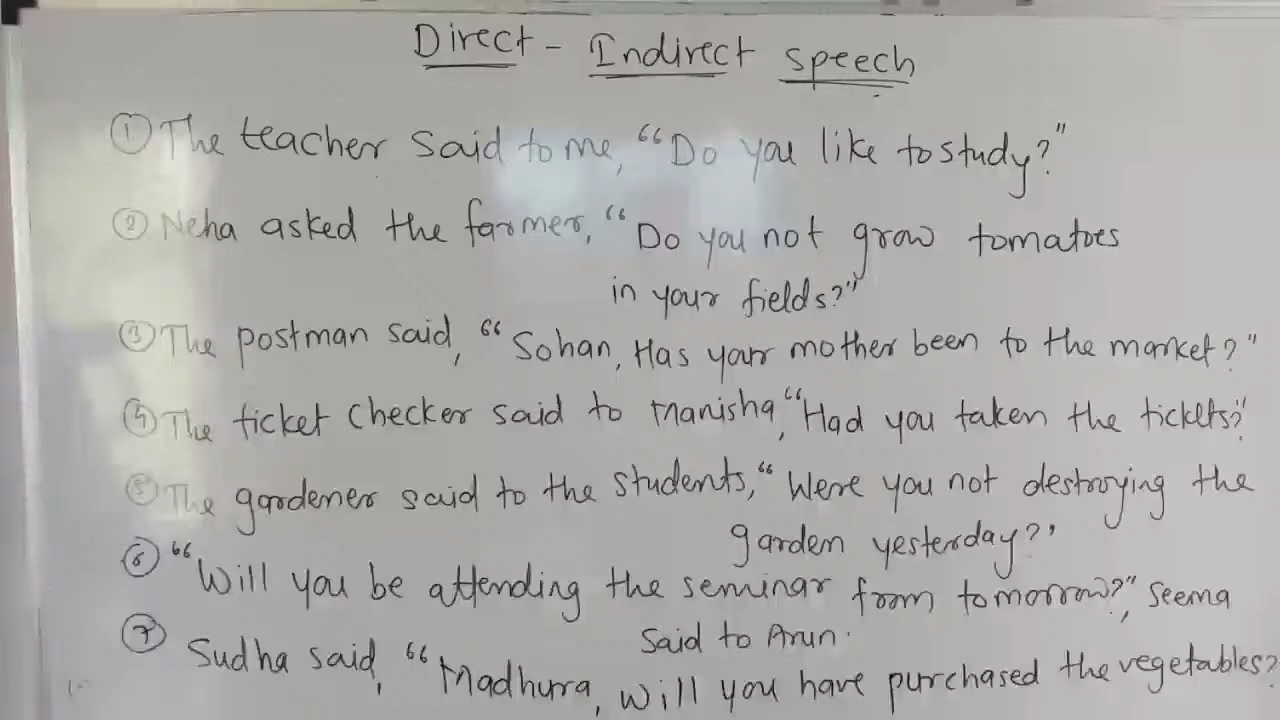 Direct - Indirect speech
① The teacher said to me, “Do you like to study?"
② Neha asked the farmer, “Do you not grow tomatoes
in your fields?"
③ The postman said, “Sohan, Has your mother been to the market?"
④ The ticket checker said to Manisha, “Had you taken the tickets?"
⑤ The gardener said to the students, “Were you not destroying the
garden yesterday?'
⑥ “Will you be attending the seminar from tomorrow?", Seema
said to Arun.
⑦ Sudha said, “Madhura, will you have purchased the vegetables?